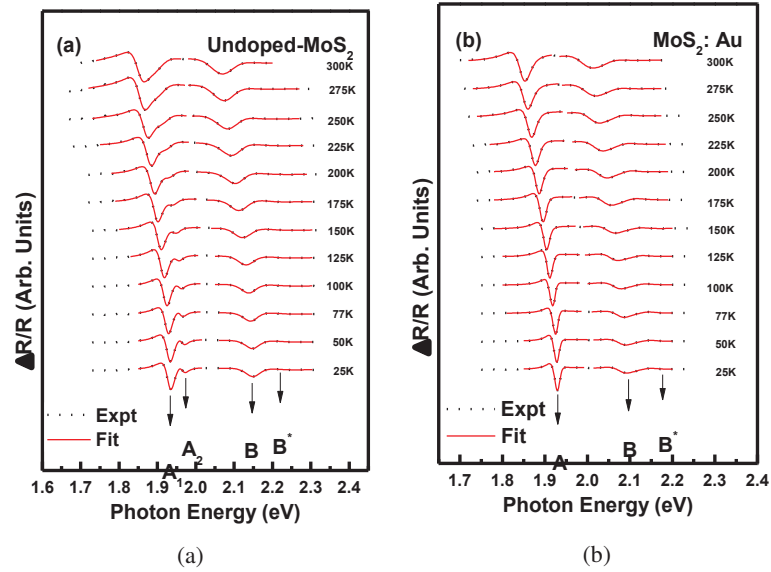 (a)
Undoped-MoS₂
300K
275K
250K
225K
200K
175K
150K
125K
100K
77K
50K
25K
▲R/R (Arb. Units)
Expt
Fit
A₁
A₂
B
B*
1.6 1.7 1.8 1.9 2.0 2.1 2.2 2.3 2.4
Photon Energy (eV)
(a)
(b)
MoS₂: Au
300K
275K
250K
225K
200K
175K
150K
125K
100K
77K
50K
25K
▲R/R (Arb. Units)
Expt
Fit
A
B
B*
1.7 1.8 1.9 2.0 2.1 2.2 2.3 2.4
Photon Energy (eV)
(b)